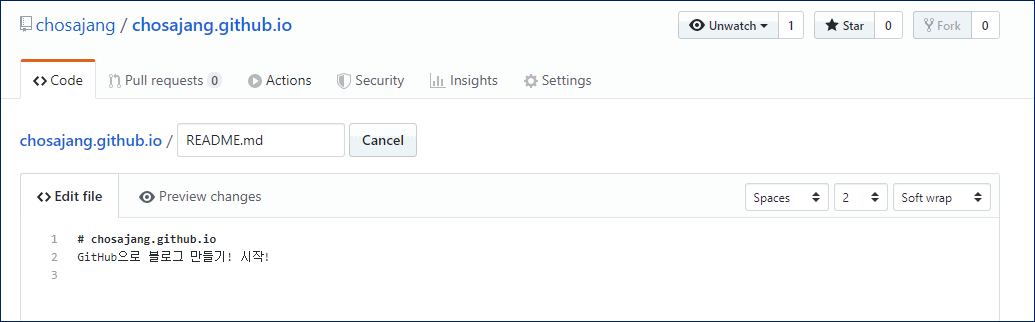 chosajang / chosajang.github.io
Unwatch 1 Star 0 Fork 0
Code Pull requests 0 Actions Security Insights Settings
chosajang.github.io / README.md Cancel
Edit file Preview changes Spaces 2 Soft wrap
1 # chosajang.github.io
2 GitHub으로 블로그 만들기! 시작!
3